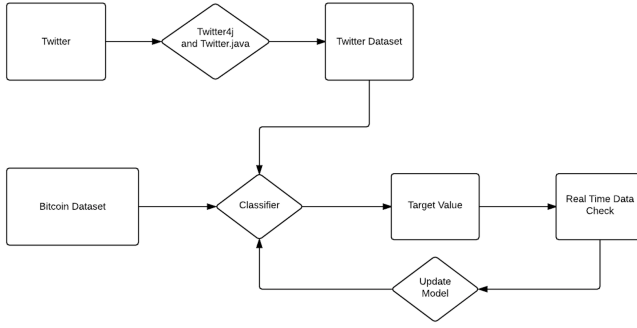 Twitter
Twitter4j
and Twitter.java
Twitter Dataset
Bitcoin Dataset
Classifier
Target Value
Real Time Data
Check
Update
Model